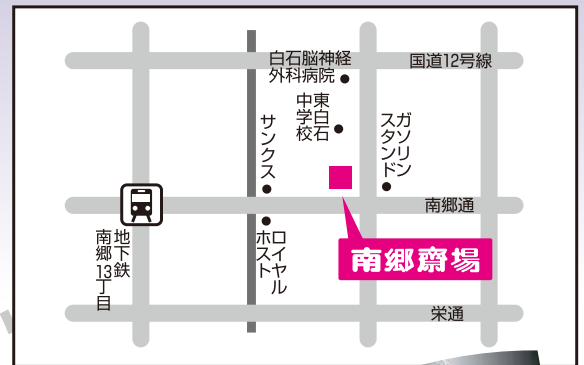 白石脳神経
外科病院
国道12号線
東白石
中学校
ガソリン
スタンド
サンクス
南郷通
地下鉄
南郷13丁目
ロイヤル
ホスト
南郷齋場
栄通